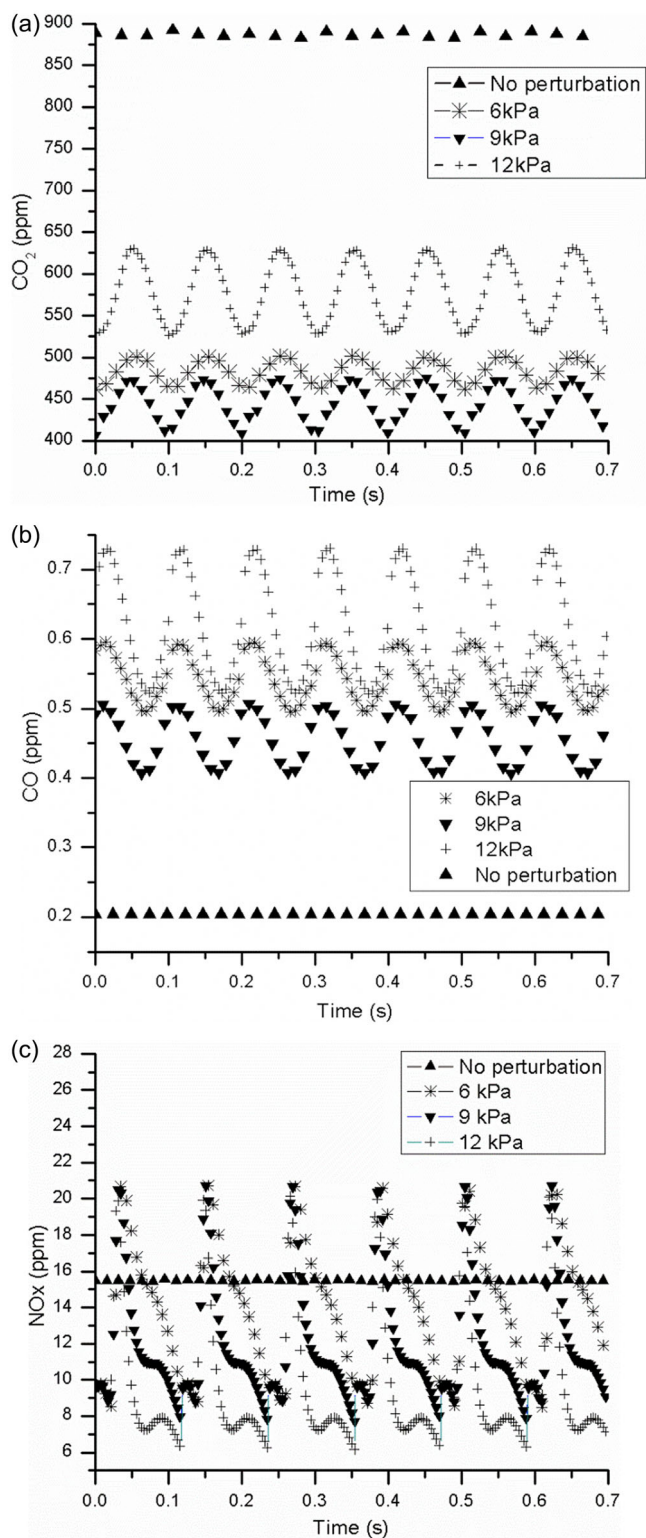 (a)
900
850
800
750
700
650
600
550
500
450
400
CO₂ (ppm)
No perturbation
6kPa
9kPa
12kPa
0.0 0.1 0.2 0.3 0.4 0.5 0.6 0.7
Time (s)
(b)
0.7
0.6
0.5
0.4
0.3
0.2
CO (ppm)
6kPa
9kPa
12kPa
No perturbation
0.0 0.1 0.2 0.3 0.4 0.5 0.6 0.7
Time (s)
(c)
28
26
24
22
20
18
16
14
12
10
8
6
NOx (ppm)
No perturbation
6 kPa
9 kPa
12 kPa
0.0 0.1 0.2 0.3 0.4 0.5 0.6 0.7
Time (s)